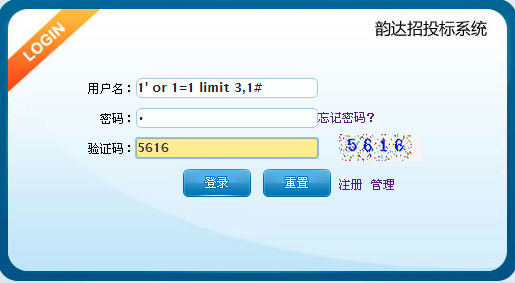 LOGIN
韵达招投标系统
用户名：1' or 1=1 limit 3,1#
密码：• 忘记密码?
验证码：5616 5616
登录 重置 注册 管理